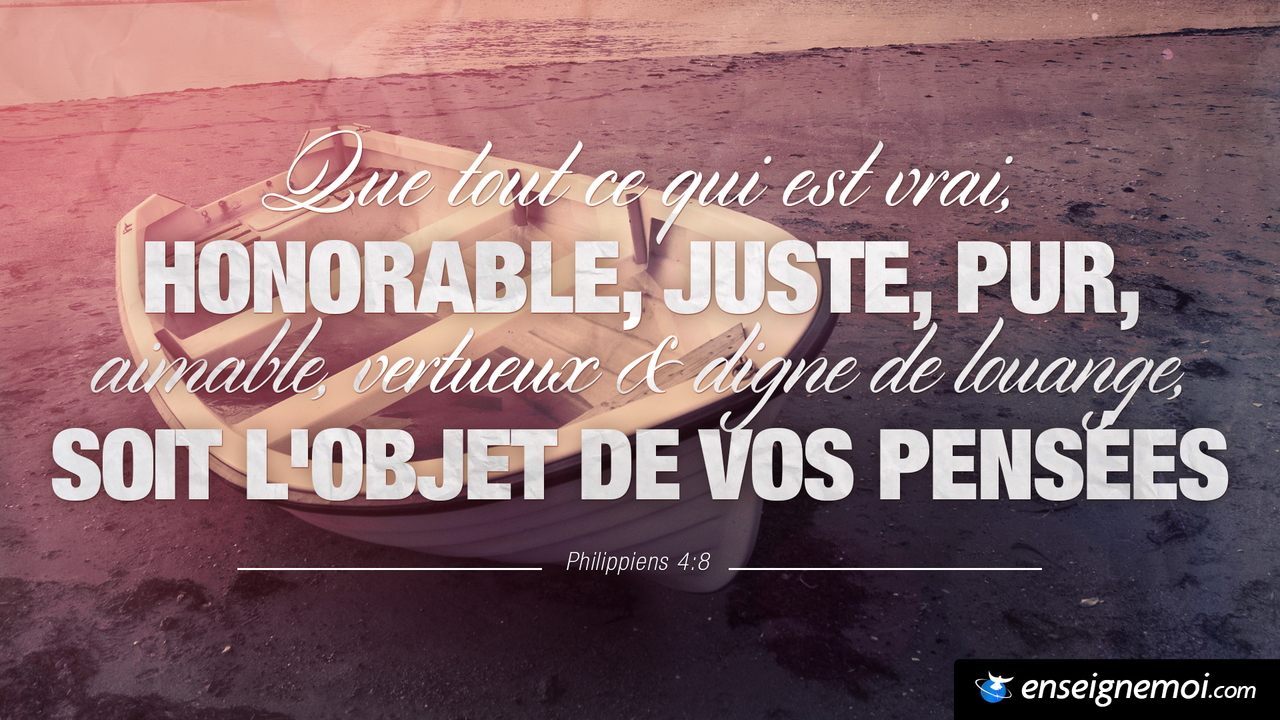 Que tout ce qui est vrai,
HONORABLE, JUSTE, PUR,
aimable, vertueux & digne de louange,
SOIT L'OBJET DE VOS PENSÉES
Philippiens 4:8
enseignemoi.com